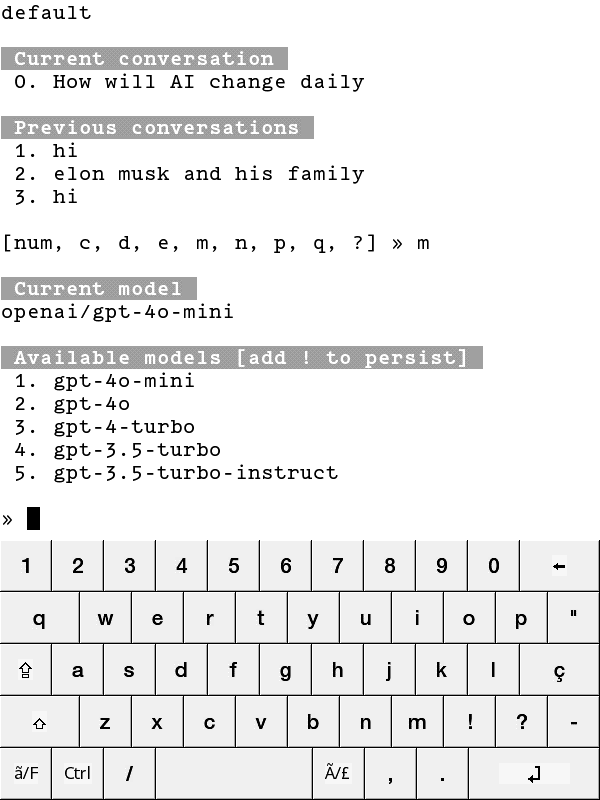 default
Current conversation
0. How will AI change daily
Previous conversations
1. hi
2. elon musk and his family
3. hi
[num, c, d, e, m, n, p, q, ?] » m
Current model
openai/gpt-4o-mini
Available models [add ! to persist]
1. gpt-4o-mini
2. gpt-4o
3. gpt-4-turbo
4. gpt-3.5-turbo
5. gpt-3.5-turbo-instruct
»
1 2 3 4 5 6 7 8 9 0 ←
q w e r t y u i o p "
a s d f g h j k l ç
z x c v b n m ! ? -
ã/F Ctrl / Ã/£ , .